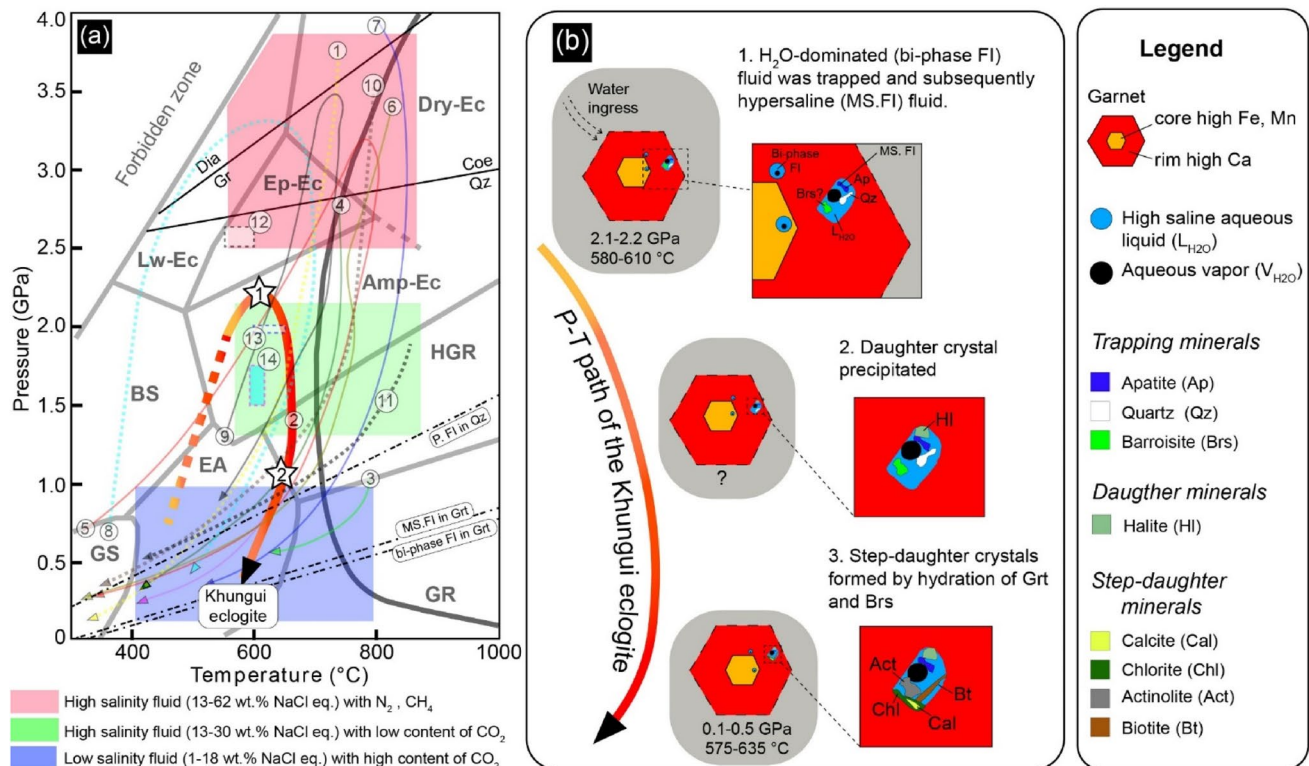 (a)
4.0
3.5
3.0
2.5
2.0
1.5
1.0
0.5
0
Pressure (GPa)
400
600
800
1000
Temperature (°C)
Forbidden zone
Dia
Gr
Coe
Qz
Dry-Ec
Ep-Ec
Lw-Ec
Amp-Ec
HGR
BS
EA
GS
GR
P. FI in Qz
MS.FI in Grt
bi-phase FI in Grt
Khungui
eclogite
1
2
1
2
3
4
5
6
7
8
9
10
11
12
13
14
High salinity fluid (13-62 wt.% NaCl eq.) with N₂ , CH₄
High salinity fluid (13-30 wt.% NaCl eq.) with low content of CO₂
Low salinity fluid (1-18 wt.% NaCl eq.) with high content of CO₂
(b)
1. H₂O-dominated (bi-phase FI)
fluid was trapped and subsequently
hypersaline (MS.FI) fluid.
Water
ingress
2.1-2.2 GPa
580-610 °C
Bi-phase
FI
MS. FI
Ap
Brs?
Qz
L_H2O
P-T path of the Khungui eclogite
2. Daughter crystal
precipitated
?
Hl
3. Step-daughter crystals
formed by hydration of Grt
and Brs
0.1-0.5 GPa
575-635 °C
Act
Bt
Chl
Cal
Legend
Garnet
core high Fe, Mn
rim high Ca
High saline aqueous
liquid (L_H2O)
Aqueous vapor (V_H2O)
Trapping minerals
Apatite (Ap)
Quartz (Qz)
Barroisite (Brs)
Daugther minerals
Halite (Hl)
Step-daughter
minerals
Calcite (Cal)
Chlorite (Chl)
Actinolite (Act)
Biotite (Bt)